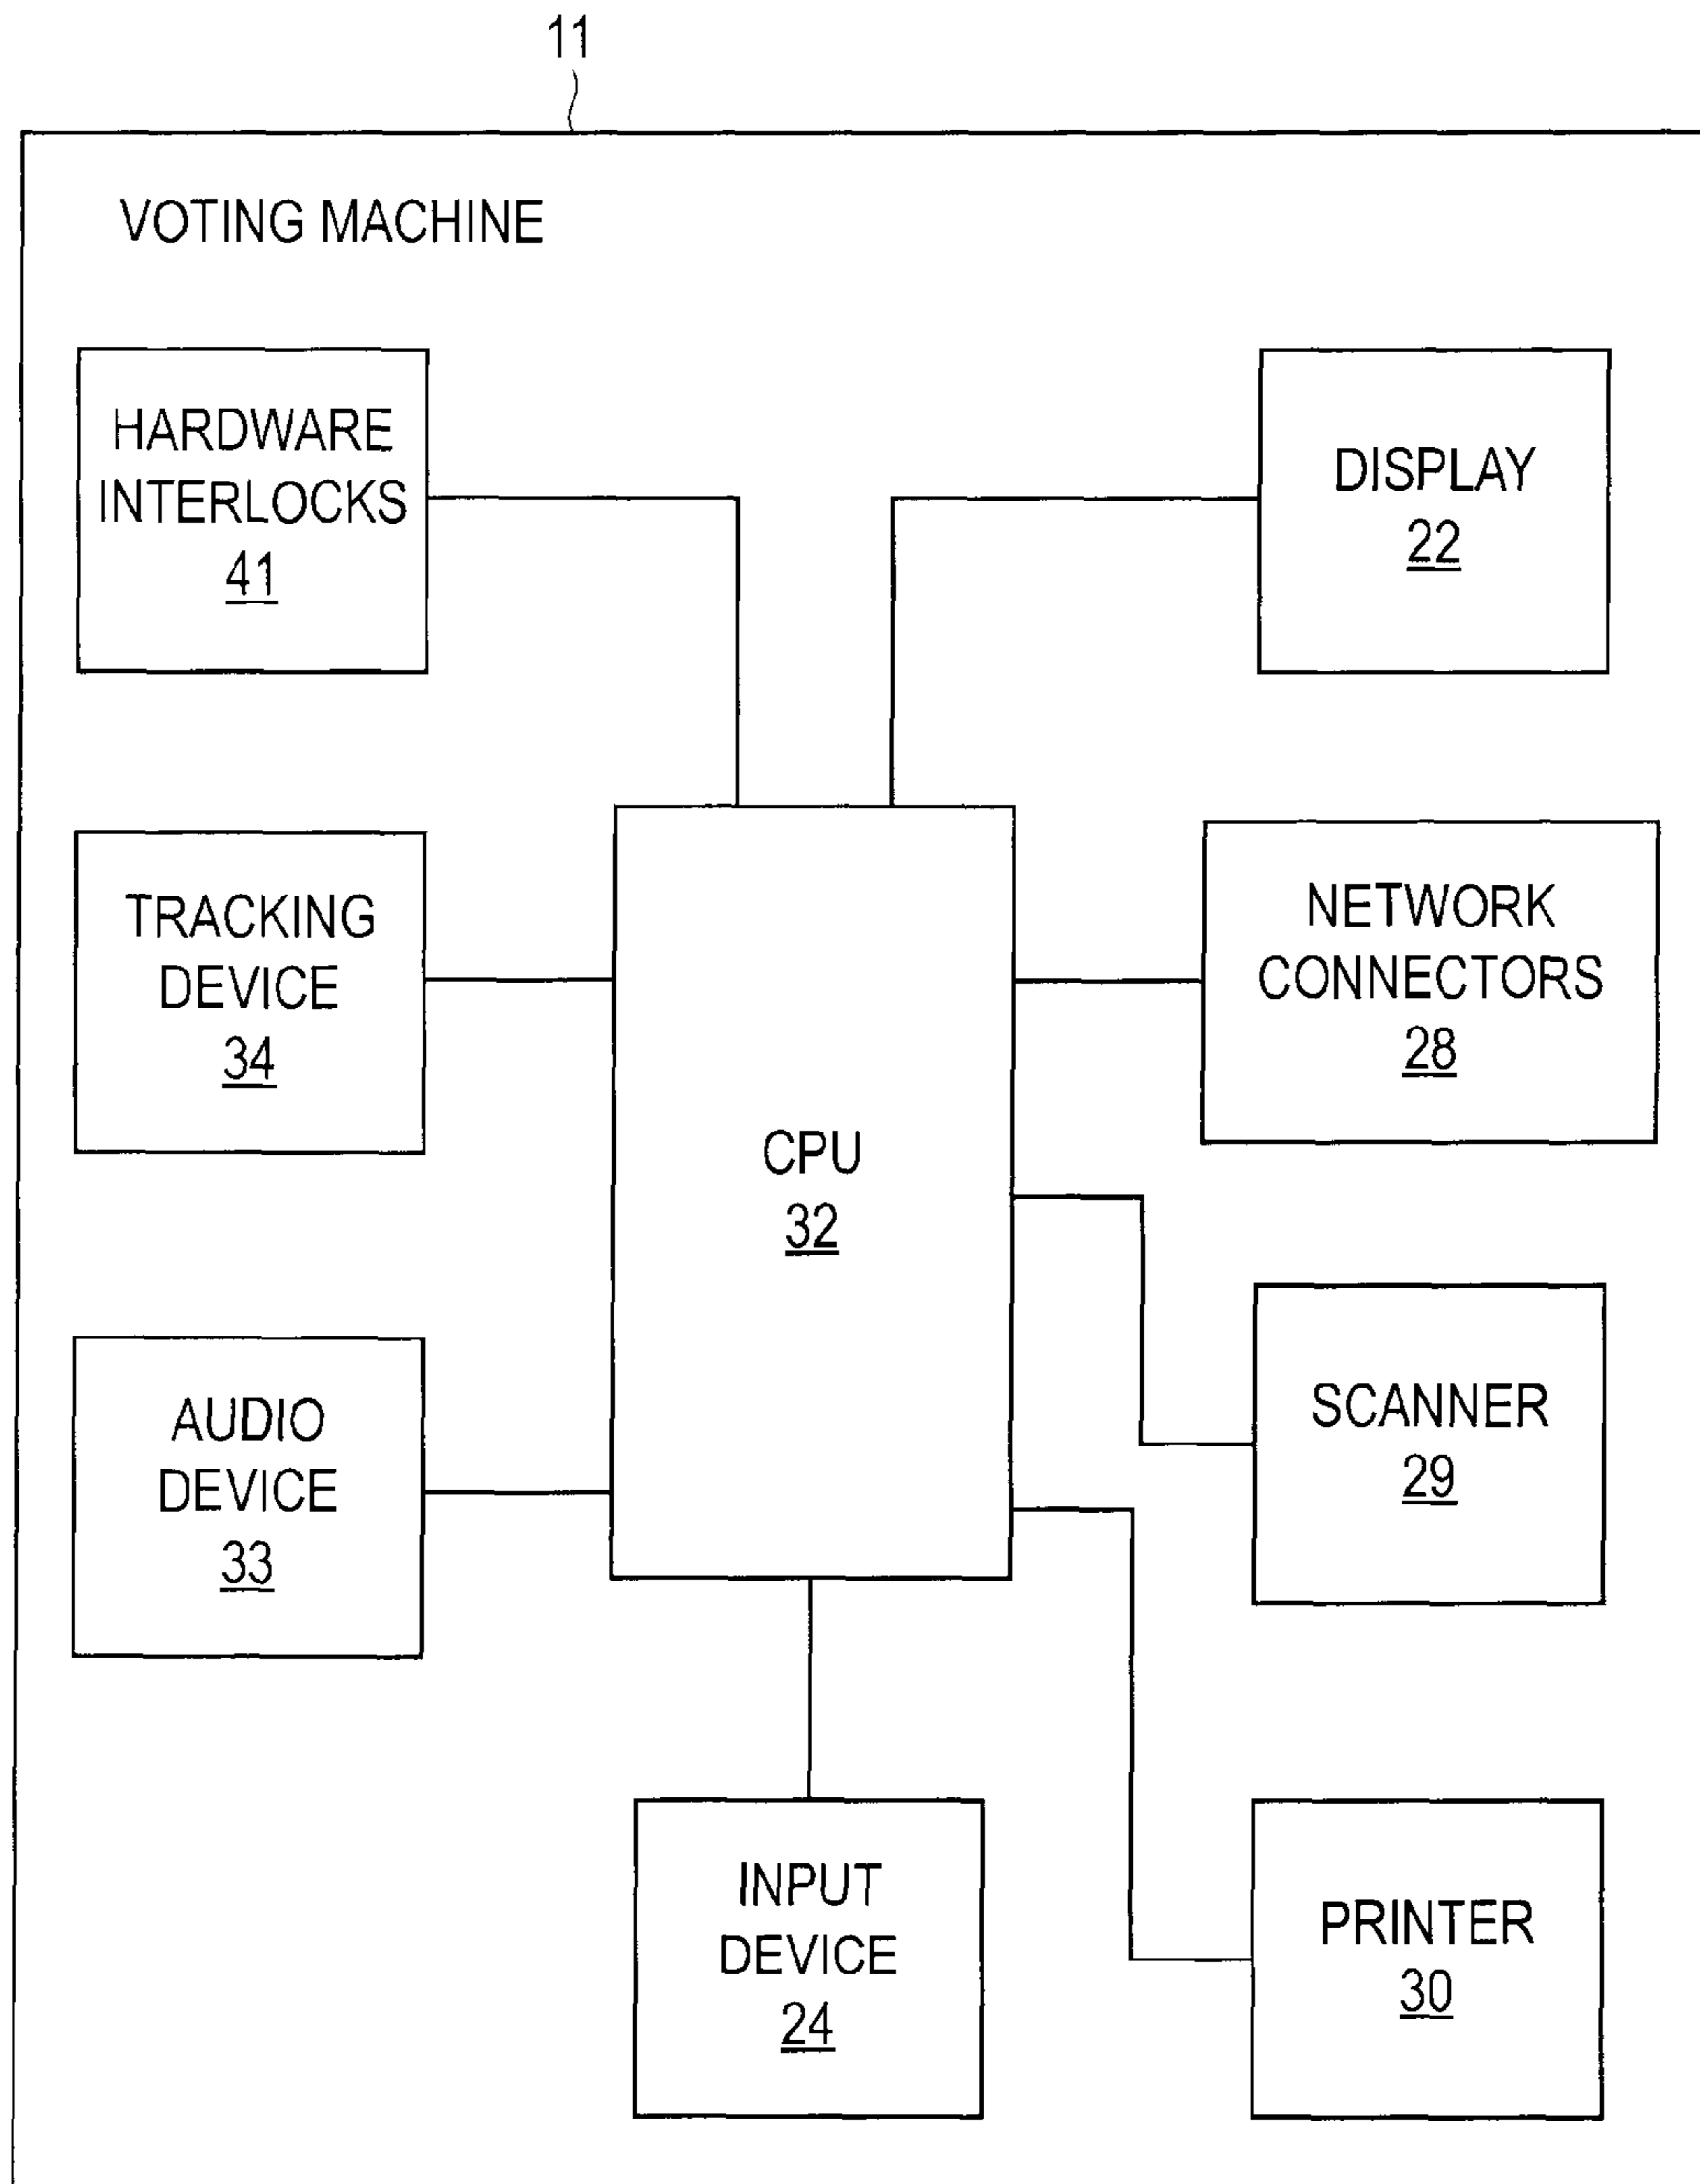 11
VOTING MACHINE
HARDWARE
INTERLOCKS
41
DISPLAY
22
TRACKING
DEVICE
34
NETWORK
CONNECTORS
28
CPU
32
AUDIO
DEVICE
33
SCANNER
29
INPUT
DEVICE
24
PRINTER
30